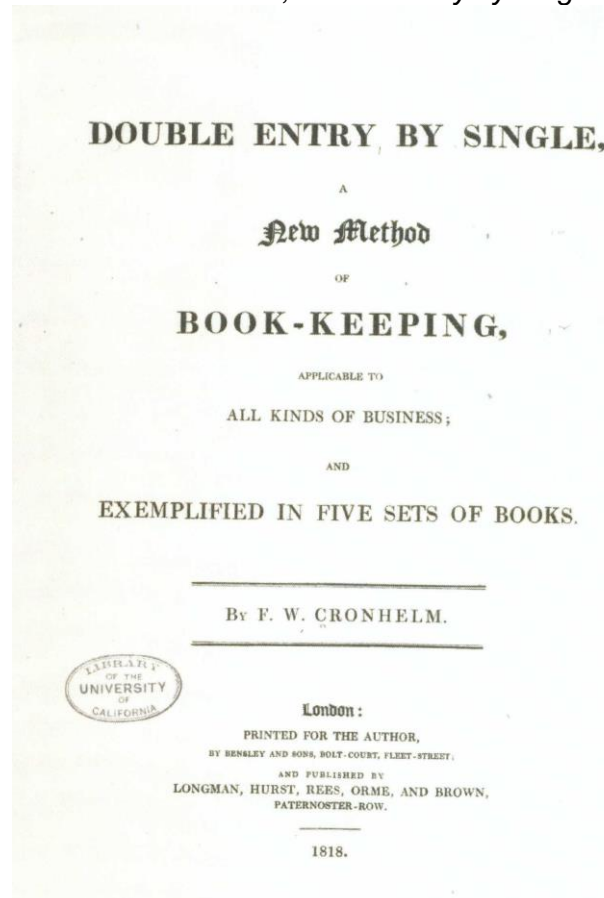 DOUBLE ENTRY BY SINGLE,
A
New Method
OF
BOOK-KEEPING,
APPLICABLE TO
ALL KINDS OF BUSINESS;
AND
EXEMPLIFIED IN FIVE SETS OF BOOKS.
BY F. W. CRONHELM.
LIBRARY
OF THE
UNIVERSITY
OF
CALIFORNIA
London:
PRINTED FOR THE AUTHOR,
BY BENSLEY AND SONS, BOLT-COURT, FLEET-STREET;
AND PUBLISHED BY
LONGMAN, HURST, REES, ORME, AND BROWN,
PATERNOSTER-ROW.
1818.